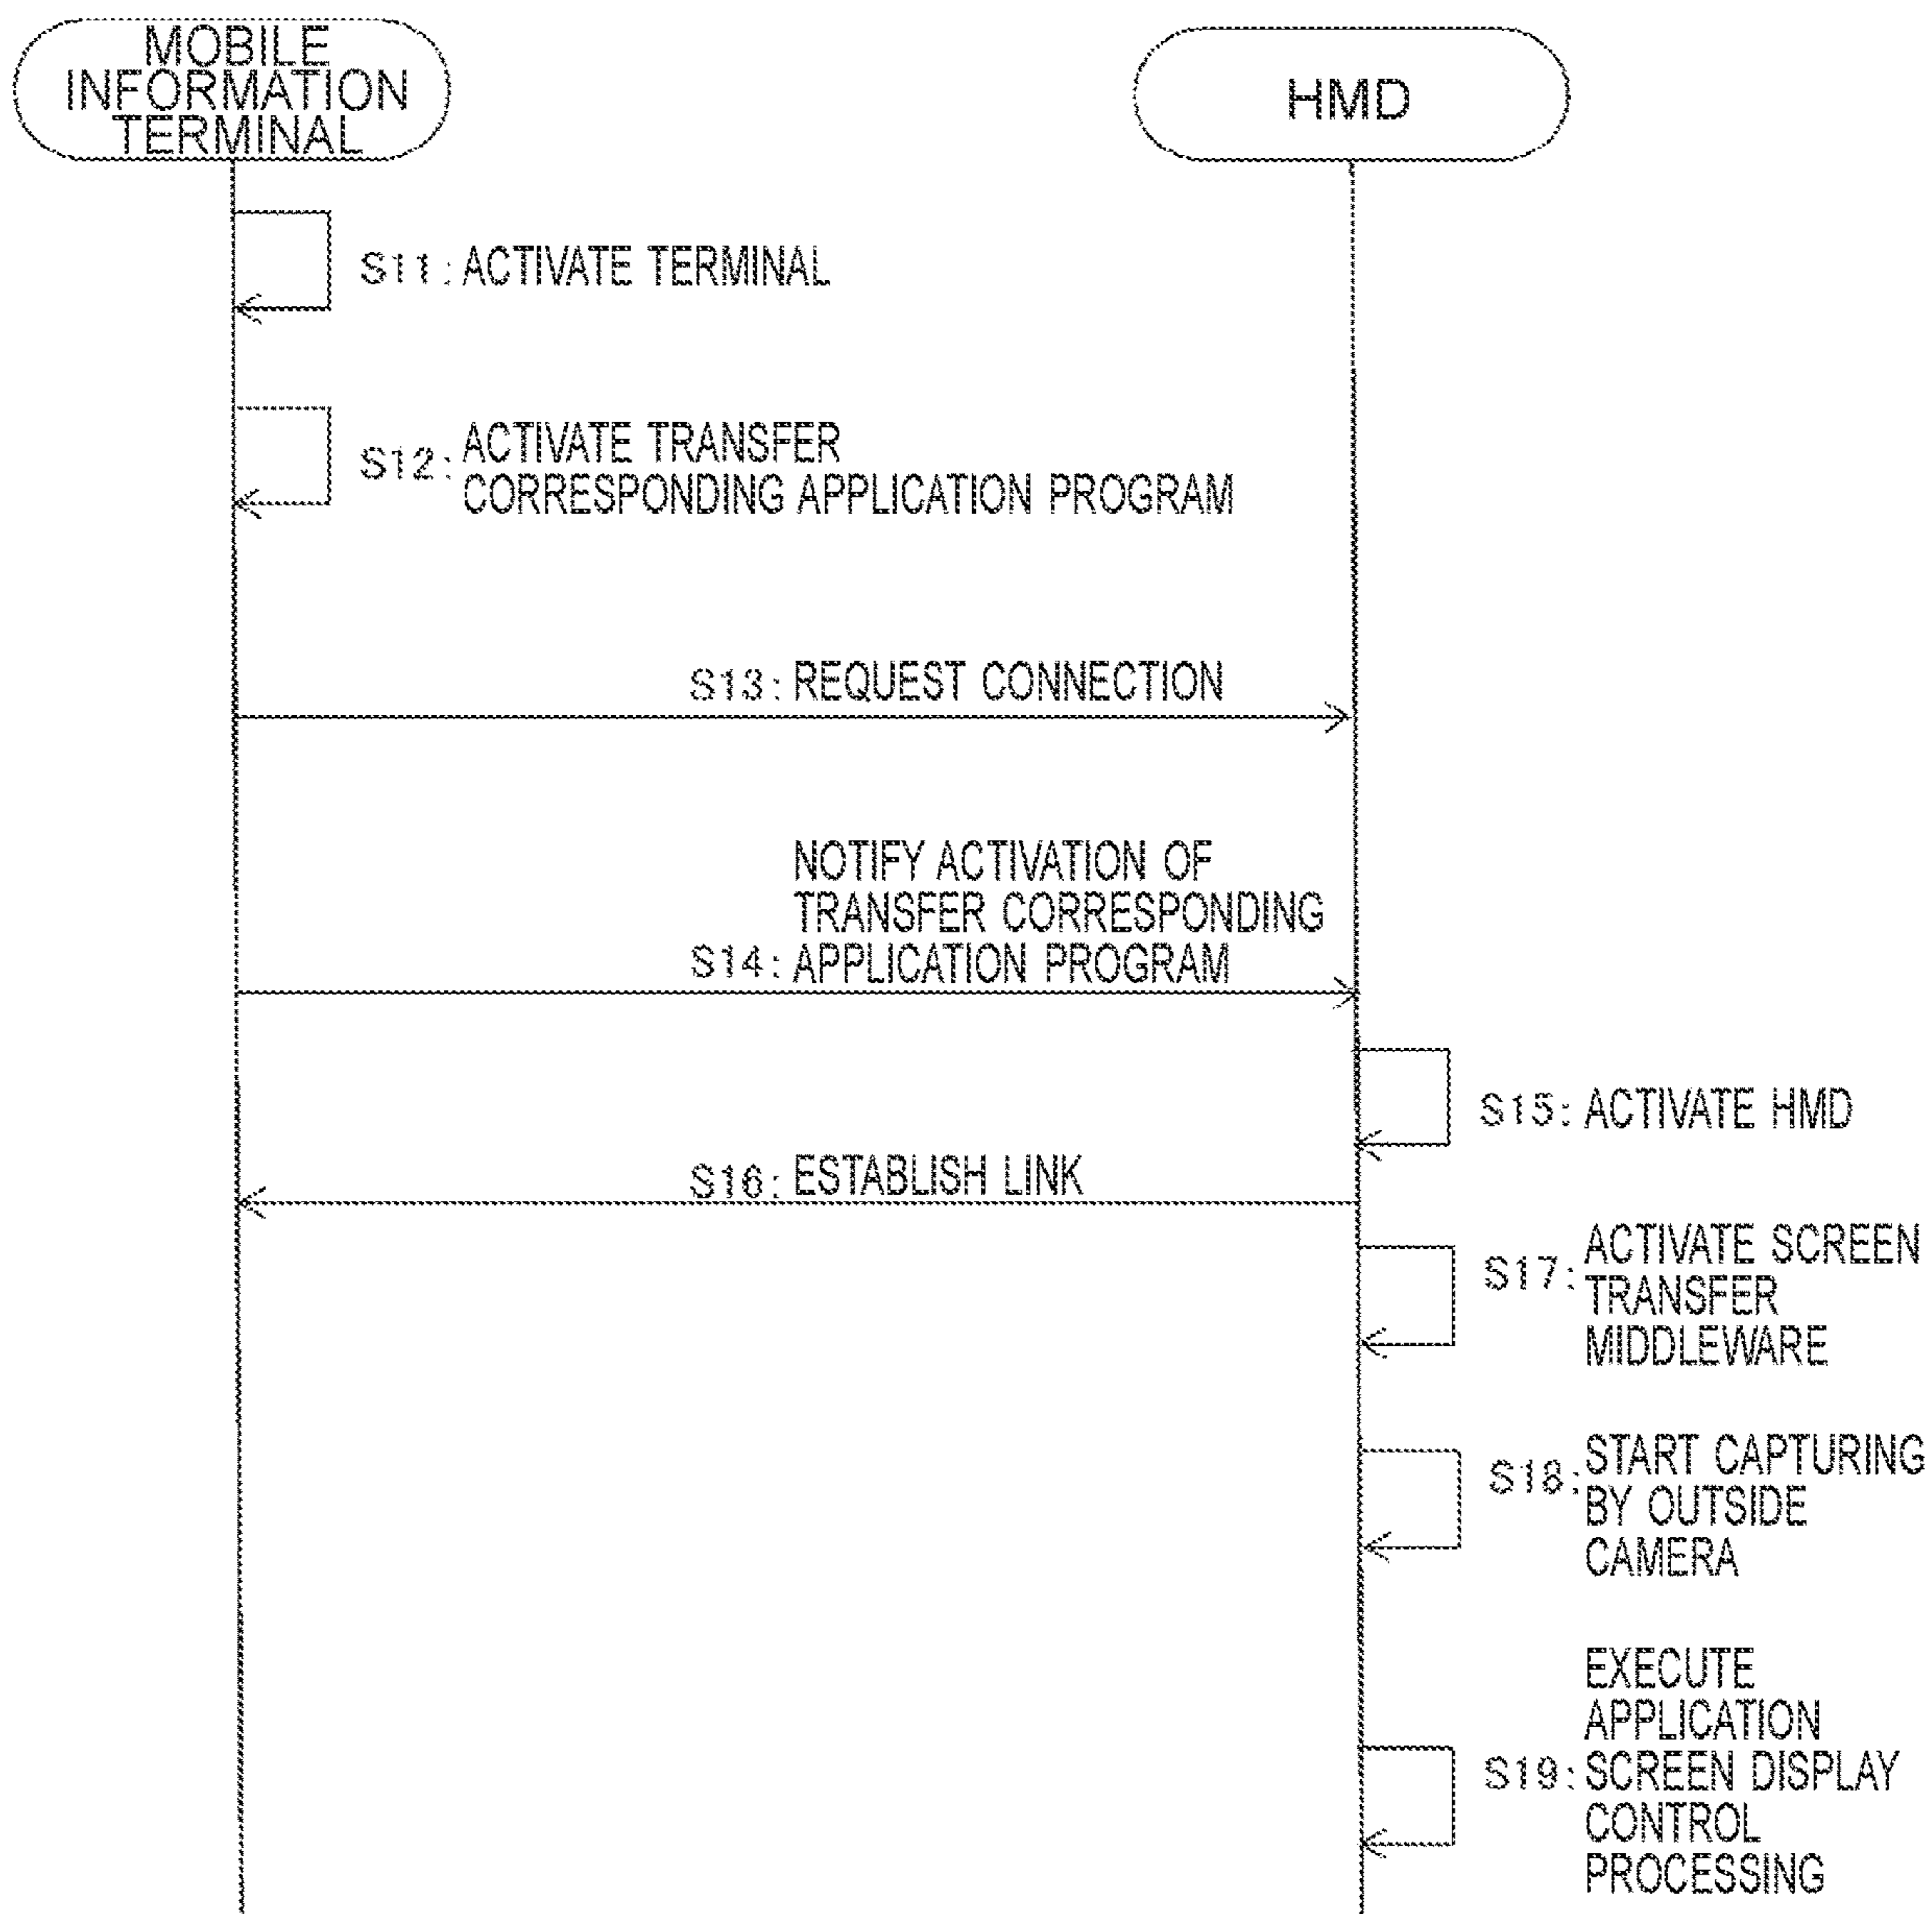 MOBILE
INFORMATION
TERMINAL
HMD
S11: ACTIVATE TERMINAL
S12: ACTIVATE TRANSFER
CORRESPONDING APPLICATION PROGRAM
S13: REQUEST CONNECTION
NOTIFY ACTIVATION OF
TRANSFER CORRESPONDING
S14: APPLICATION PROGRAM
S15: ACTIVATE HMD
S16: ESTABLISH LINK
ACTIVATE SCREEN
S17: TRANSFER
MIDDLEWARE
START CAPTURING
S18: BY OUTSIDE
CAMERA
EXECUTE
APPLICATION
S19: SCREEN DISPLAY
CONTROL
PROCESSING